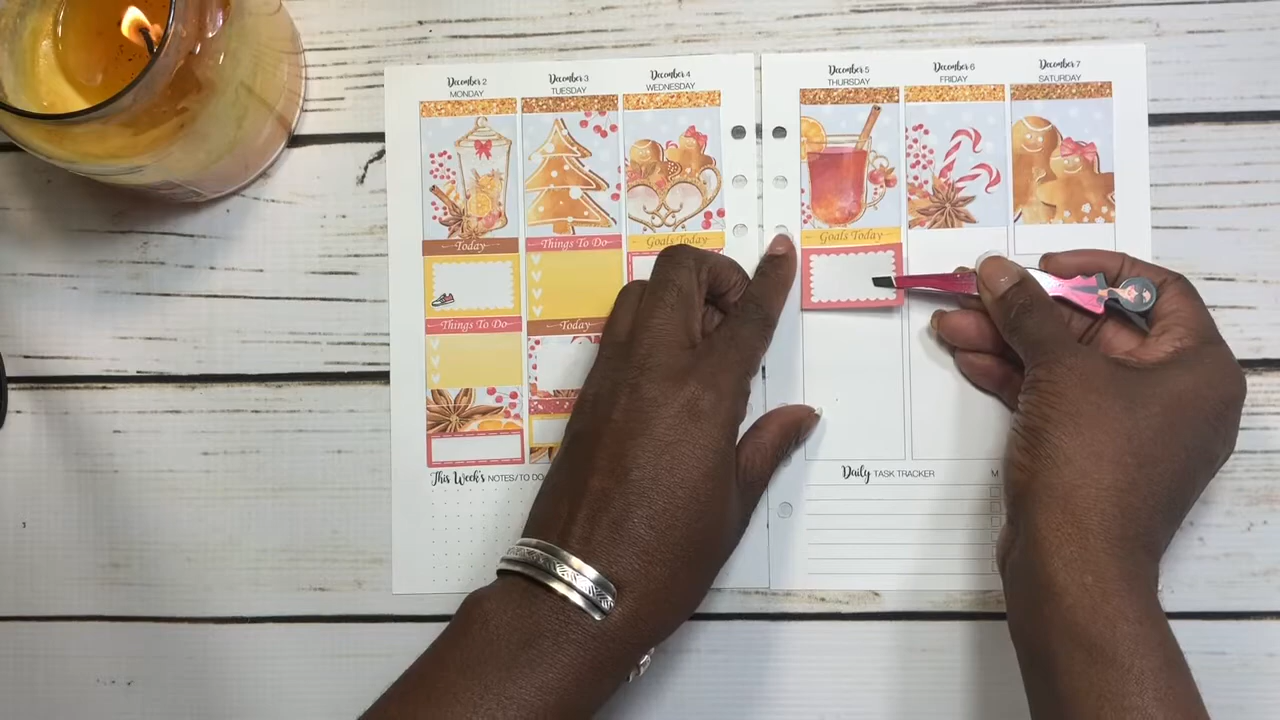 December 2
MONDAY
December 3
TUESDAY
December 4
WEDNESDAY
December 5
THURSDAY
December 6
FRIDAY
December 7
SATURDAY
Today
Things To Do
Goals Today
Goals Today
Things To Do
Today
This Week's NOTES/TO DO
Daily TASK TRACKER
M